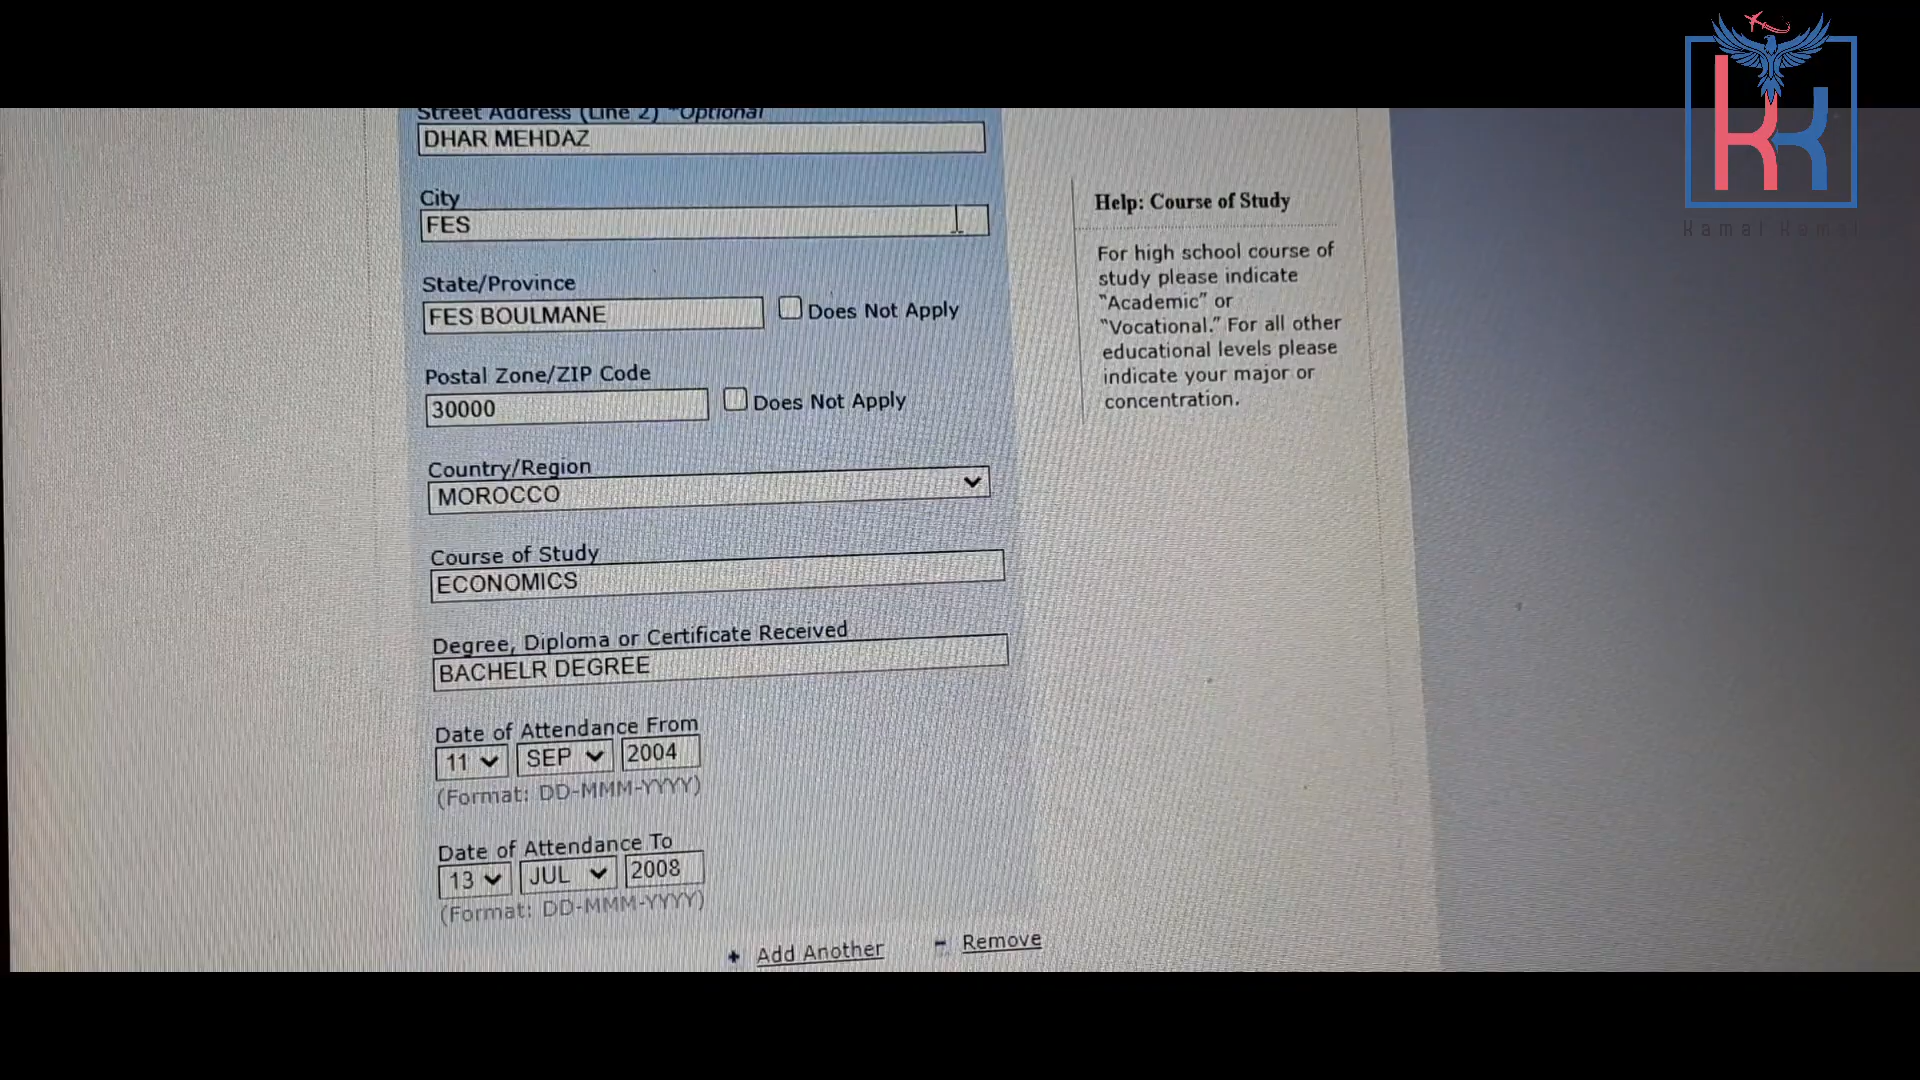 Street Address (Line 2) *Optional
DHAR MEHDAZ
City
FES
State/Province
FES BOULMANE
Does Not Apply
Postal Zone/ZIP Code
30000
Does Not Apply
Country/Region
MOROCCO
Course of Study
ECONOMICS
Degree, Diploma or Certificate Received
BACHELR DEGREE
Date of Attendance From
11 SEP 2004
(Format: DD-MMM-YYYY)
Date of Attendance To
13 JUL 2008
(Format: DD-MMM-YYYY)
+ Add Another - Remove
Help: Course of Study
For high school course of
study please indicate
"Academic" or
"Vocational." For all other
educational levels please
indicate your major or
concentration.
KK
Kamal Kamal